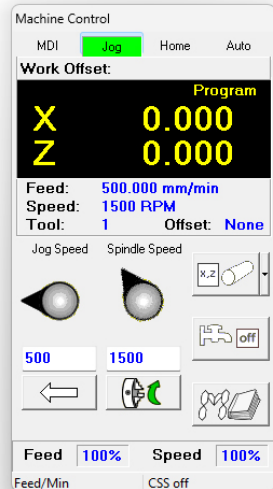 Machine Control
MDI Jog Home Auto
Work Offset:
Program
X 0.000
Z 0.000
Feed: 500.000 mm/min
Speed: 1500 RPM
Tool: 1 Offset: None
Jog Speed Spindle Speed
x,z
off
500 1500
Feed 100% Speed 100%
Feed/Min CSS off